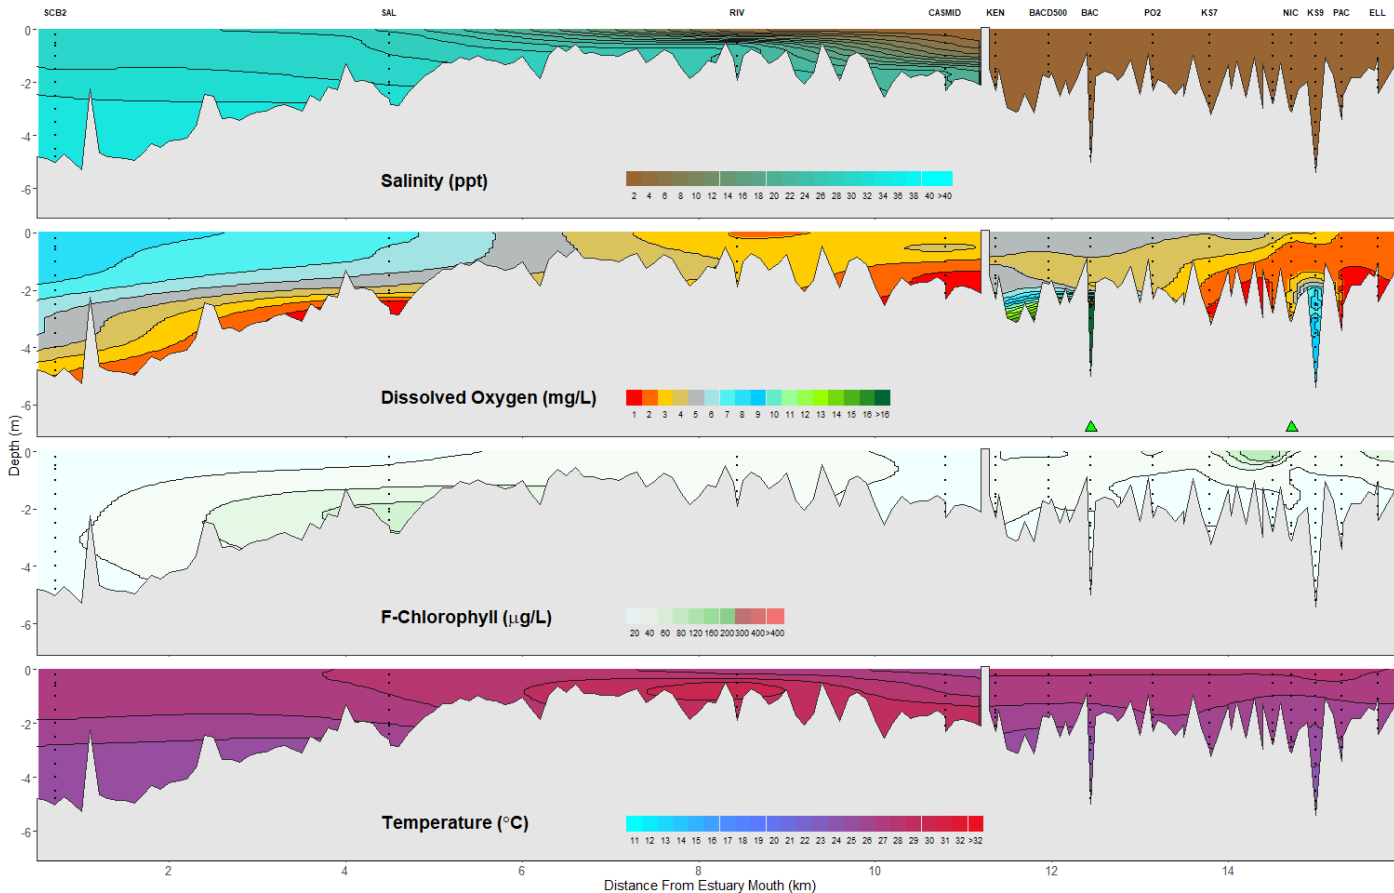 SCB2 SAL RIV CASMID KEN BACD500 BAC PO2 KS7 NIC KS9 PAC ELL
0
-2
-4
-6
Salinity (ppt)
2 4 6 8 10 12 14 16 18 20 22 24 26 28 30 32 34 36 38 40 >40
0
-2
-4
-6
Dissolved Oxygen (mg/L)
1 2 3 4 5 6 7 8 9 10 11 12 13 14 15 16 >16
Depth (m)
0
-2
-4
-6
F-Chlorophyll (μg/L)
20 40 60 80 120 160 200 300 400 >400
0
-2
-4
-6
Temperature (°C)
11 12 13 14 15 16 17 18 19 20 21 22 23 24 25 26 27 28 29 30 31 32 >32
2 4 6 8 10 12 14
Distance From Estuary Mouth (km)